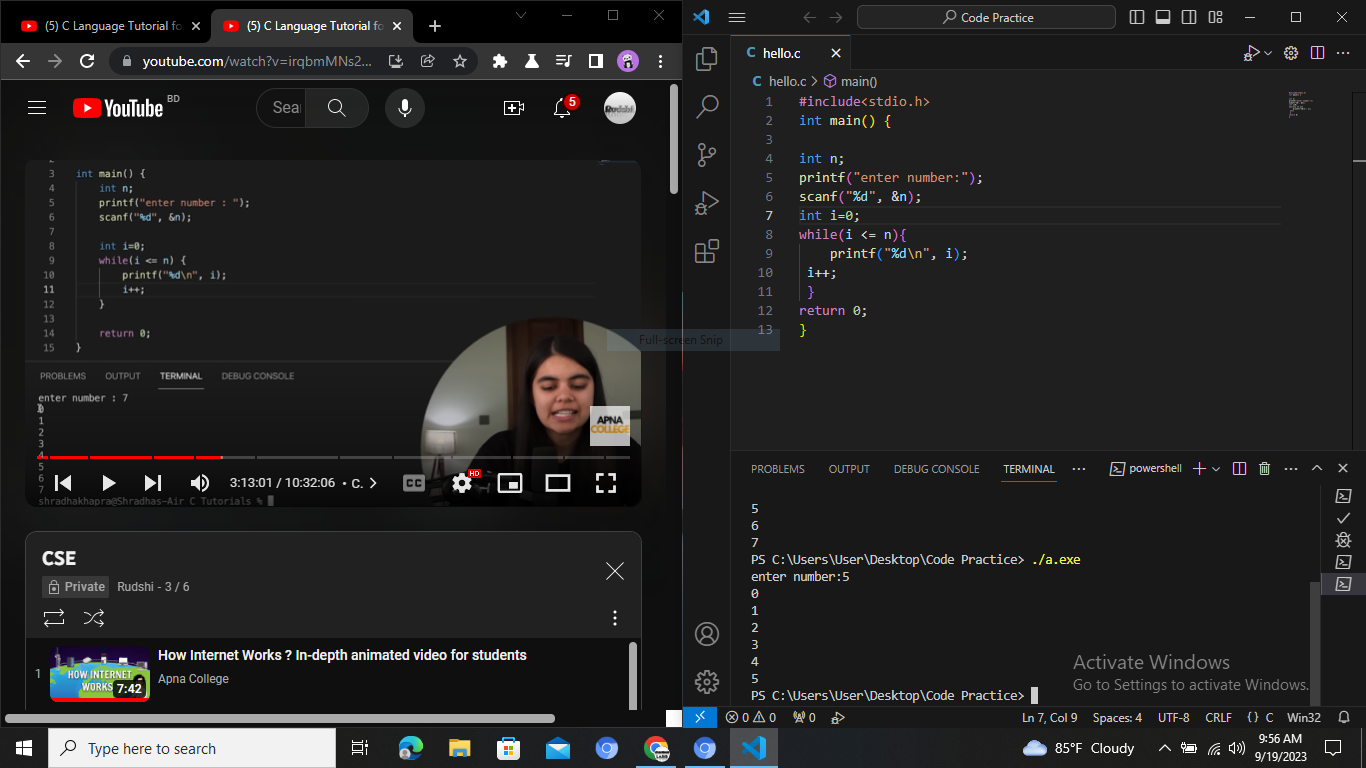 (5) C Language Tutorial fo
(5) C Language Tutorial fo
youtube.com/watch?v=irqbmMNs2...
YouTube BD
Sea
5
Rudshi
3 int main() {
4 int n;
5 printf("enter number : ");
6 scanf("%d", &n);
7
8 int i=0;
9 while(i <= n) {
10 printf("%d\n", i);
11 i++;
12 }
13
14 return 0;
15 }
PROBLEMS OUTPUT TERMINAL DEBUG CONSOLE
enter number : 7
0
1
2
3
4
5
6
7
shradhakhapra@Shradhas-Air C Tutorials %
APNA
COLLEGE
3:13:01 / 10:32:06 • C.
CC
HD
CSE
Private Rudshi - 3 / 6
1
HOW INTERNET
WORKS
7:42
How Internet Works ? In-depth animated video for students
Apna College
Full-screen Snip
Code Practice
C hello.c
C hello.c > main()
1 #include<stdio.h>
2 int main() {
3
4 int n;
5 printf("enter number:");
6 scanf("%d", &n);
7 int i=0;
8 while(i <= n){
9 printf("%d\n", i);
10 i++;
11 }
12 return 0;
13 }
PROBLEMS OUTPUT DEBUG CONSOLE TERMINAL ... powershell
5
6
7
PS C:\Users\User\Desktop\Code Practice> ./a.exe
enter number:5
0
1
2
3
4
5
PS C:\Users\User\Desktop\Code Practice>
Activate Windows
Go to Settings to activate Windows.
0 0 0 Ln 7, Col 9 Spaces: 4 UTF-8 CRLF {} C Win32
Type here to search
85°F Cloudy
9:56 AM
9/19/2023